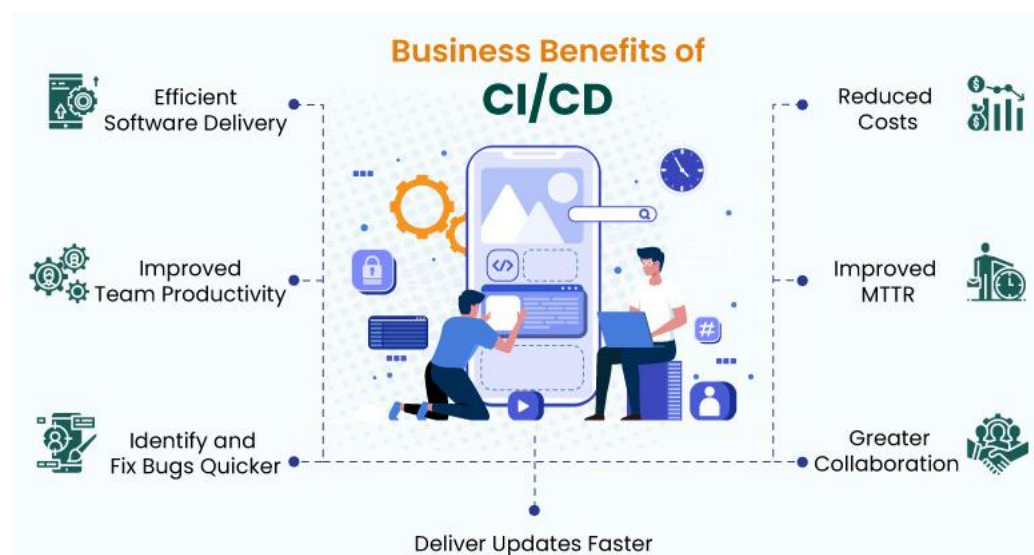 Business Benefits of
CI/CD
Efficient
Software Delivery
Improved
Team Productivity
Identify and
Fix Bugs Quicker
Reduced
Costs
Improved
MTTR
Greater
Collaboration
Deliver Updates Faster
$
$
</>
#